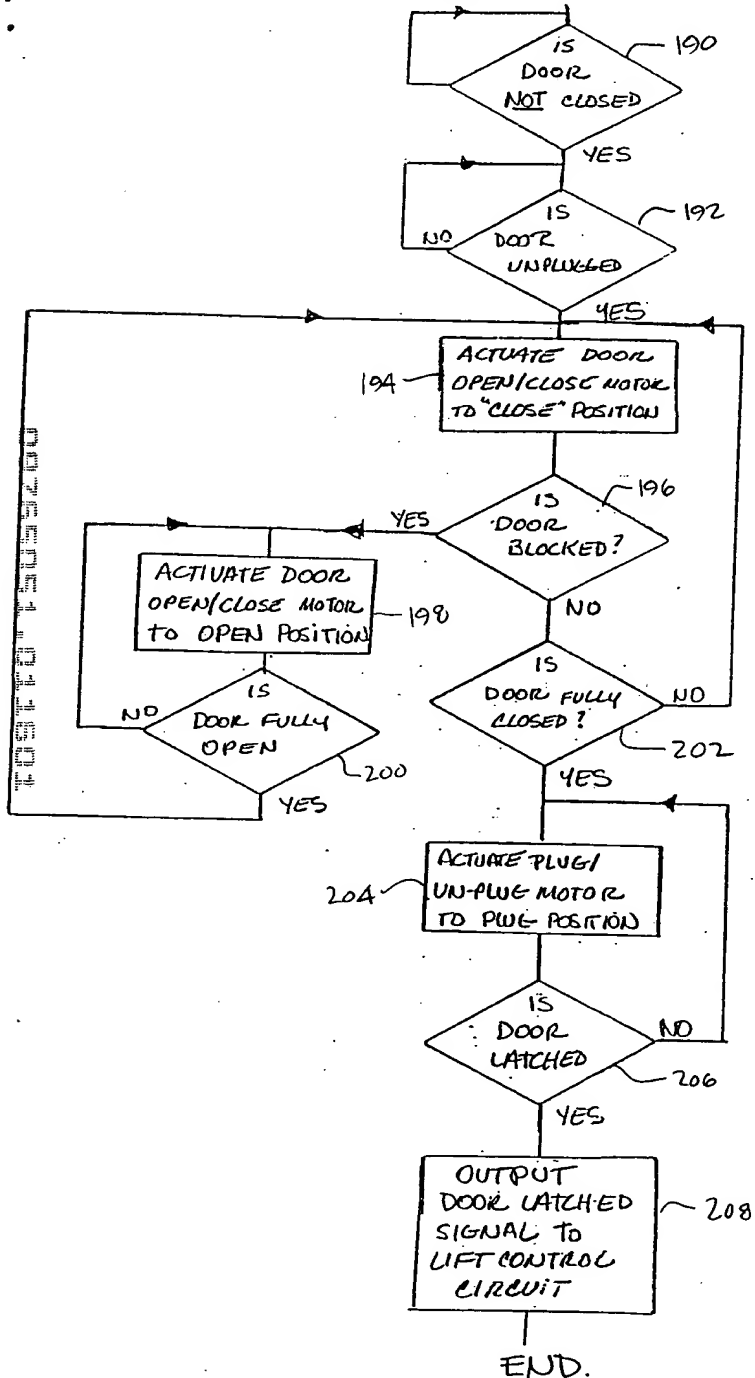 IS
DOOR
NOT CLOSED
190
YES
IS
DOOR
UNPLUGGED
192
NO
YES
ACTUATE DOOR
OPEN/CLOSE MOTOR
TO "CLOSE" POSITION
194
IS
DOOR
BLOCKED?
196
YES
NO
ACTIVATE DOOR
OPEN/CLOSE MOTOR
TO OPEN POSITION
198
IS
DOOR FULLY
OPEN
200
NO
YES
IS
DOOR FULLY
CLOSED?
202
NO
YES
ACTUATE PLUG/
UN-PLUG MOTOR
TO PLUG POSITION
204
IS
DOOR
LATCHED
206
NO
YES
OUTPUT
DOOR LATCHED
SIGNAL TO
LIFT CONTROL
CIRCUIT
208
END.